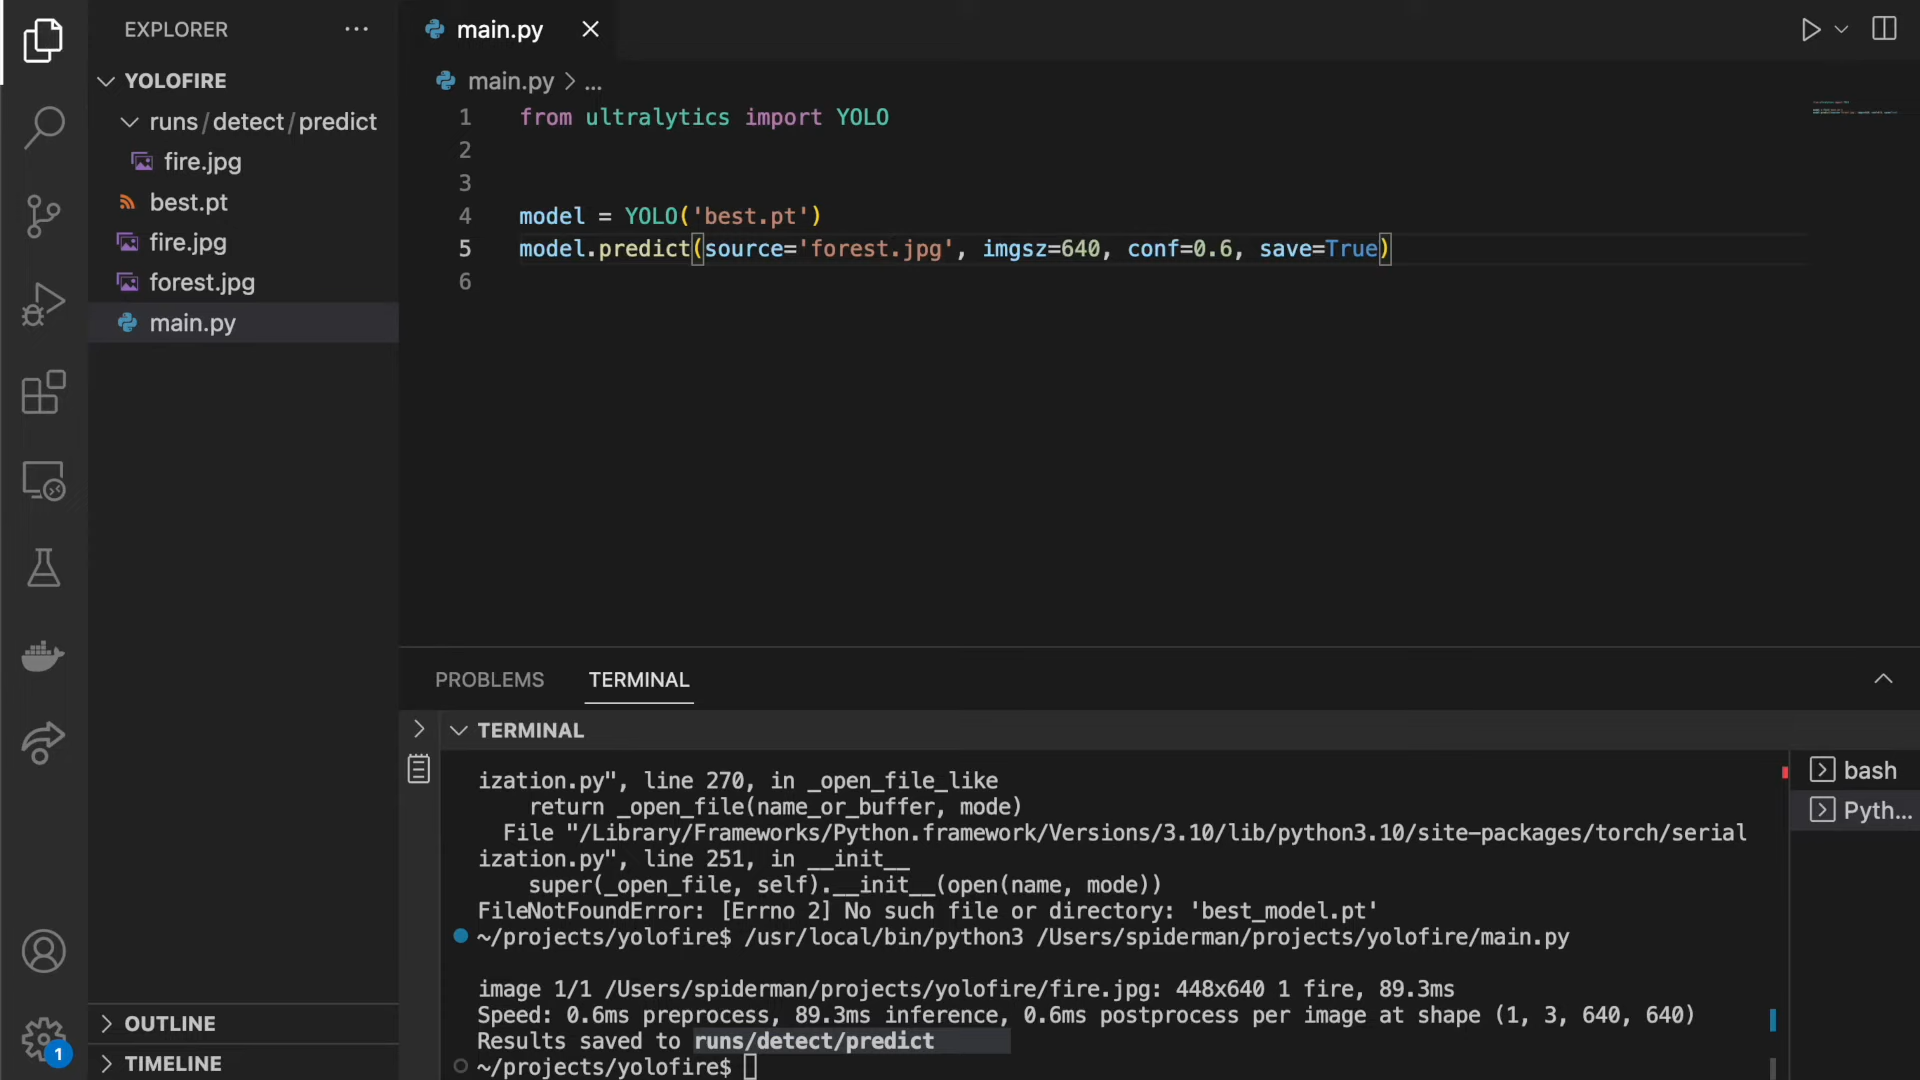 EXPLORER
YOLOFIRE
runs/detect/predict
fire.jpg
best.pt
fire.jpg
forest.jpg
main.py
OUTLINE
TIMELINE
1
main.py
main.py > ...
1 from ultralytics import YOLO
2
3
4 model = YOLO('best.pt')
5 model.predict(source='forest.jpg', imgsz=640, conf=0.6, save=True)
6
PROBLEMS TERMINAL
TERMINAL
ization.py", line 270, in _open_file_like
return _open_file(name_or_buffer, mode)
File "/Library/Frameworks/Python.framework/Versions/3.10/lib/python3.10/site-packages/torch/serial
ization.py", line 251, in __init__
super(_open_file, self).__init__(open(name, mode))
FileNotFoundError: [Errno 2] No such file or directory: 'best_model.pt'
~/projects/yolofire$ /usr/local/bin/python3 /Users/spiderman/projects/yolofire/main.py
image 1/1 /Users/spiderman/projects/yolofire/fire.jpg: 448x640 1 fire, 89.3ms
Speed: 0.6ms preprocess, 89.3ms inference, 0.6ms postprocess per image at shape (1, 3, 640, 640)
Results saved to runs/detect/predict
~/projects/yolofire$
bash
Pyth...